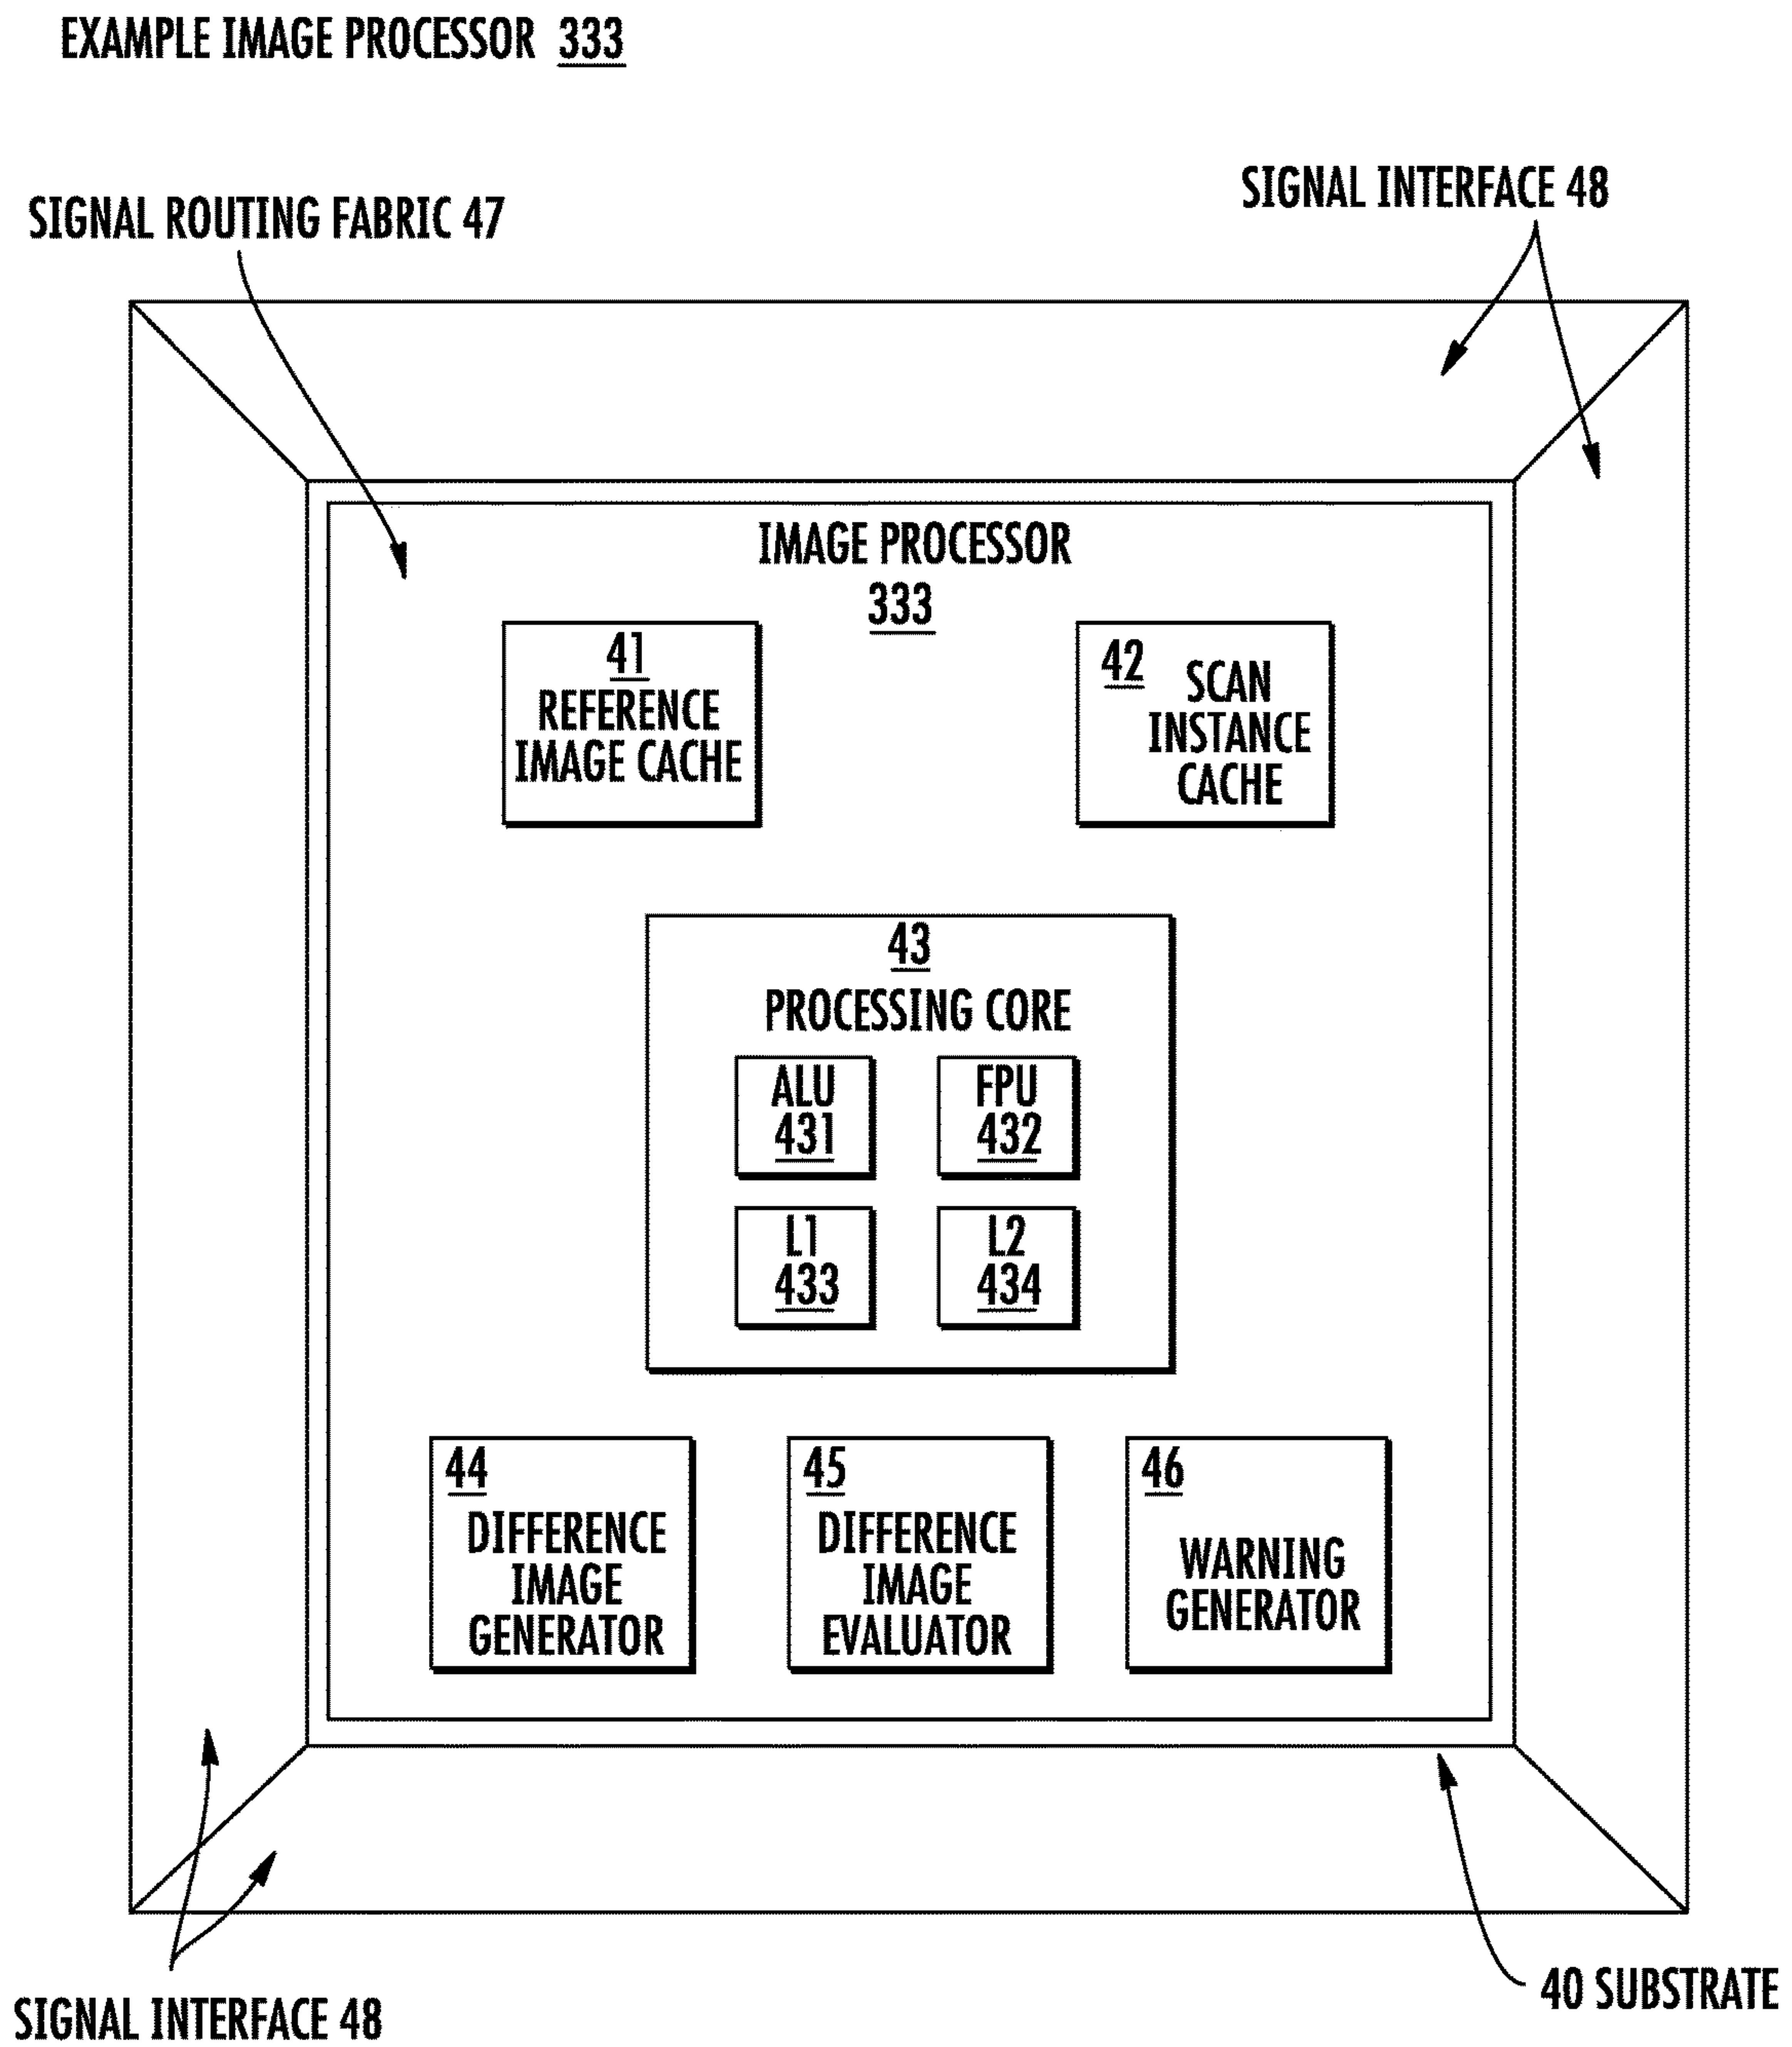 EXAMPLE IMAGE PROCESSOR 333
SIGNAL INTERFACE 48
SIGNAL ROUTING FABRIC 47
IMAGE PROCESSOR
333
41
REFERENCE
IMAGE CACHE
42 SCAN
INSTANCE
CACHE
43
PROCESSING CORE
ALU
431
FPU
432
L1
433
L2
434
44
DIFFERENCE
IMAGE
GENERATOR
45
DIFFERENCE
IMAGE
EVALUATOR
46
WARNING
GENERATOR
40 SUBSTRATE
SIGNAL INTERFACE 48